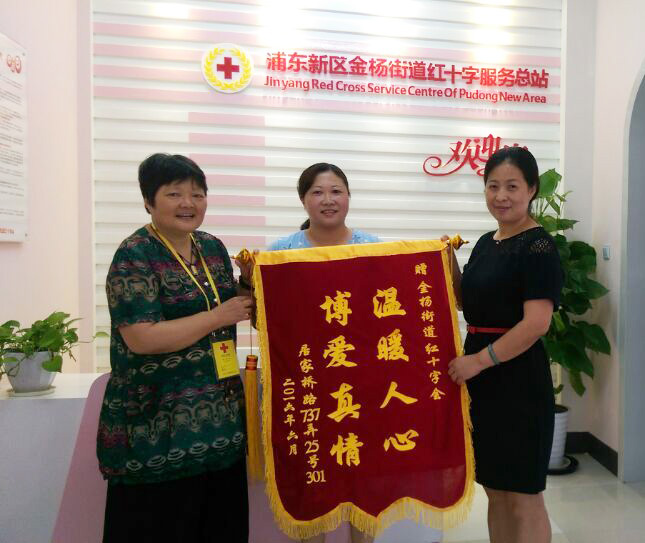 浦东新区金杨街道红十字服务总站
Jinyang Red Cross Service Centre Of Pudong New Area
欢迎
赠金杨街道红十字会
温暖人心
博爱真情
居家桥路737弄25号301
二〇一六年六月